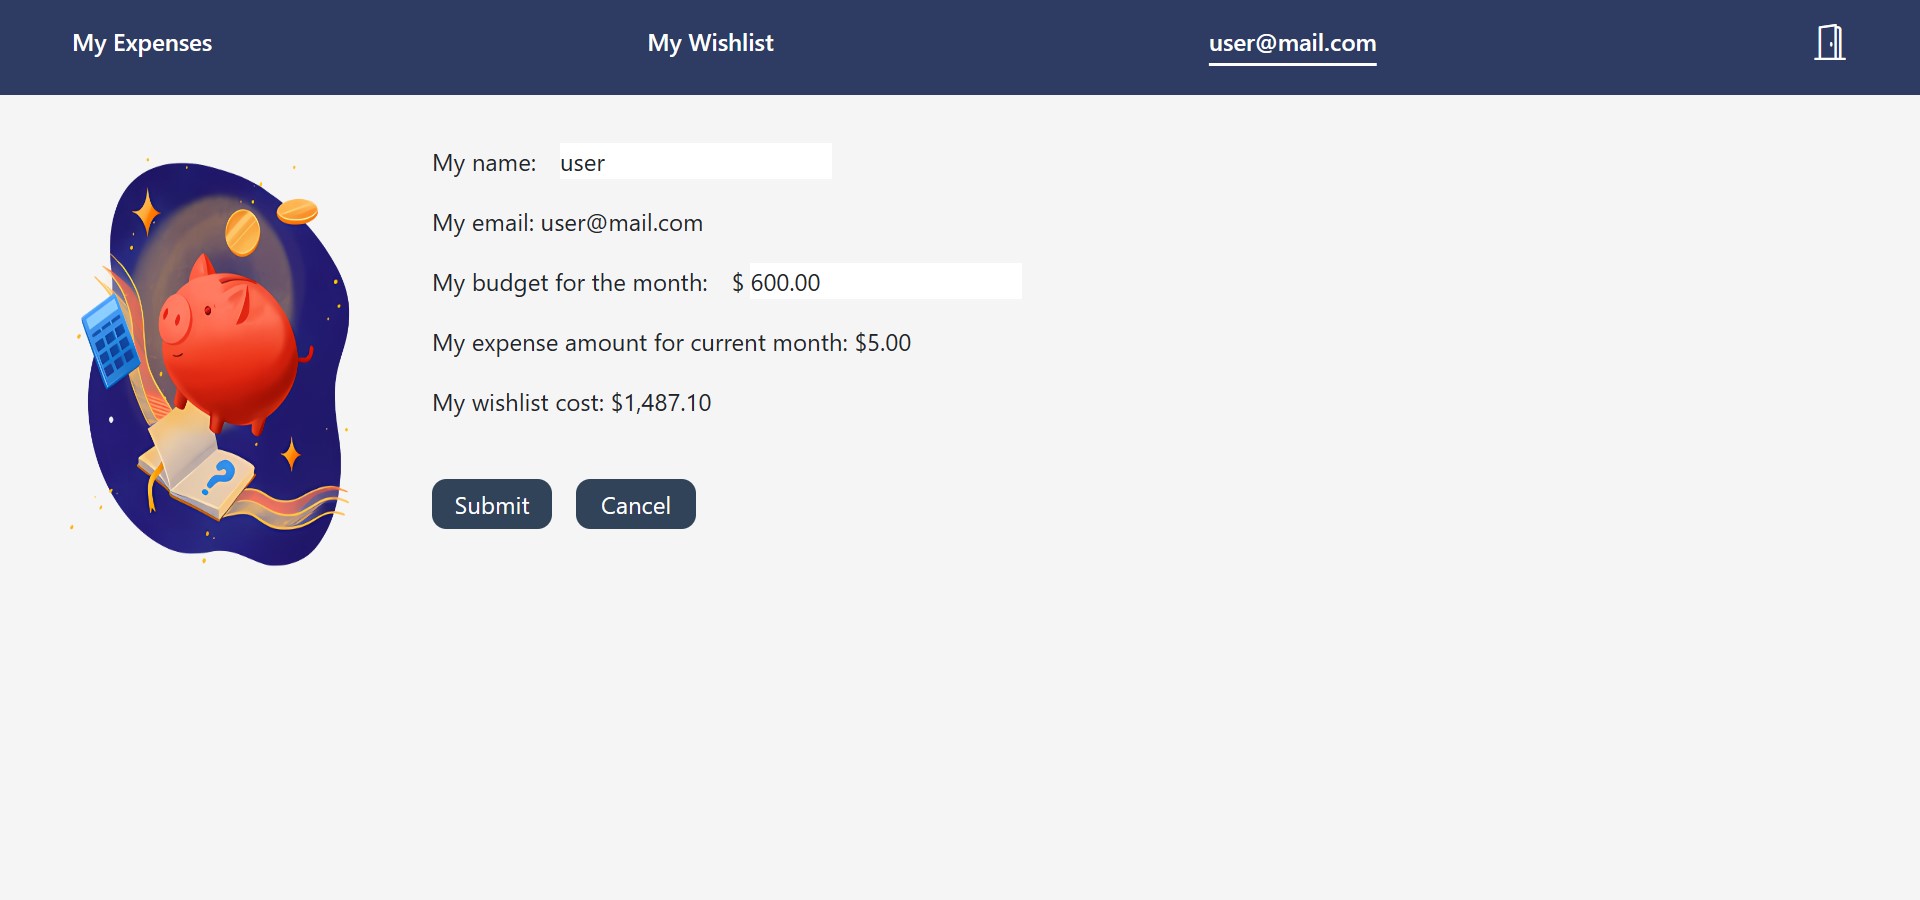 My Expenses My Wishlist user@mail.com
My name: user
My email: user@mail.com
My budget for the month: $ 600.00
My expense amount for current month: $5.00
My wishlist cost: $1,487.10
?
Submit Cancel